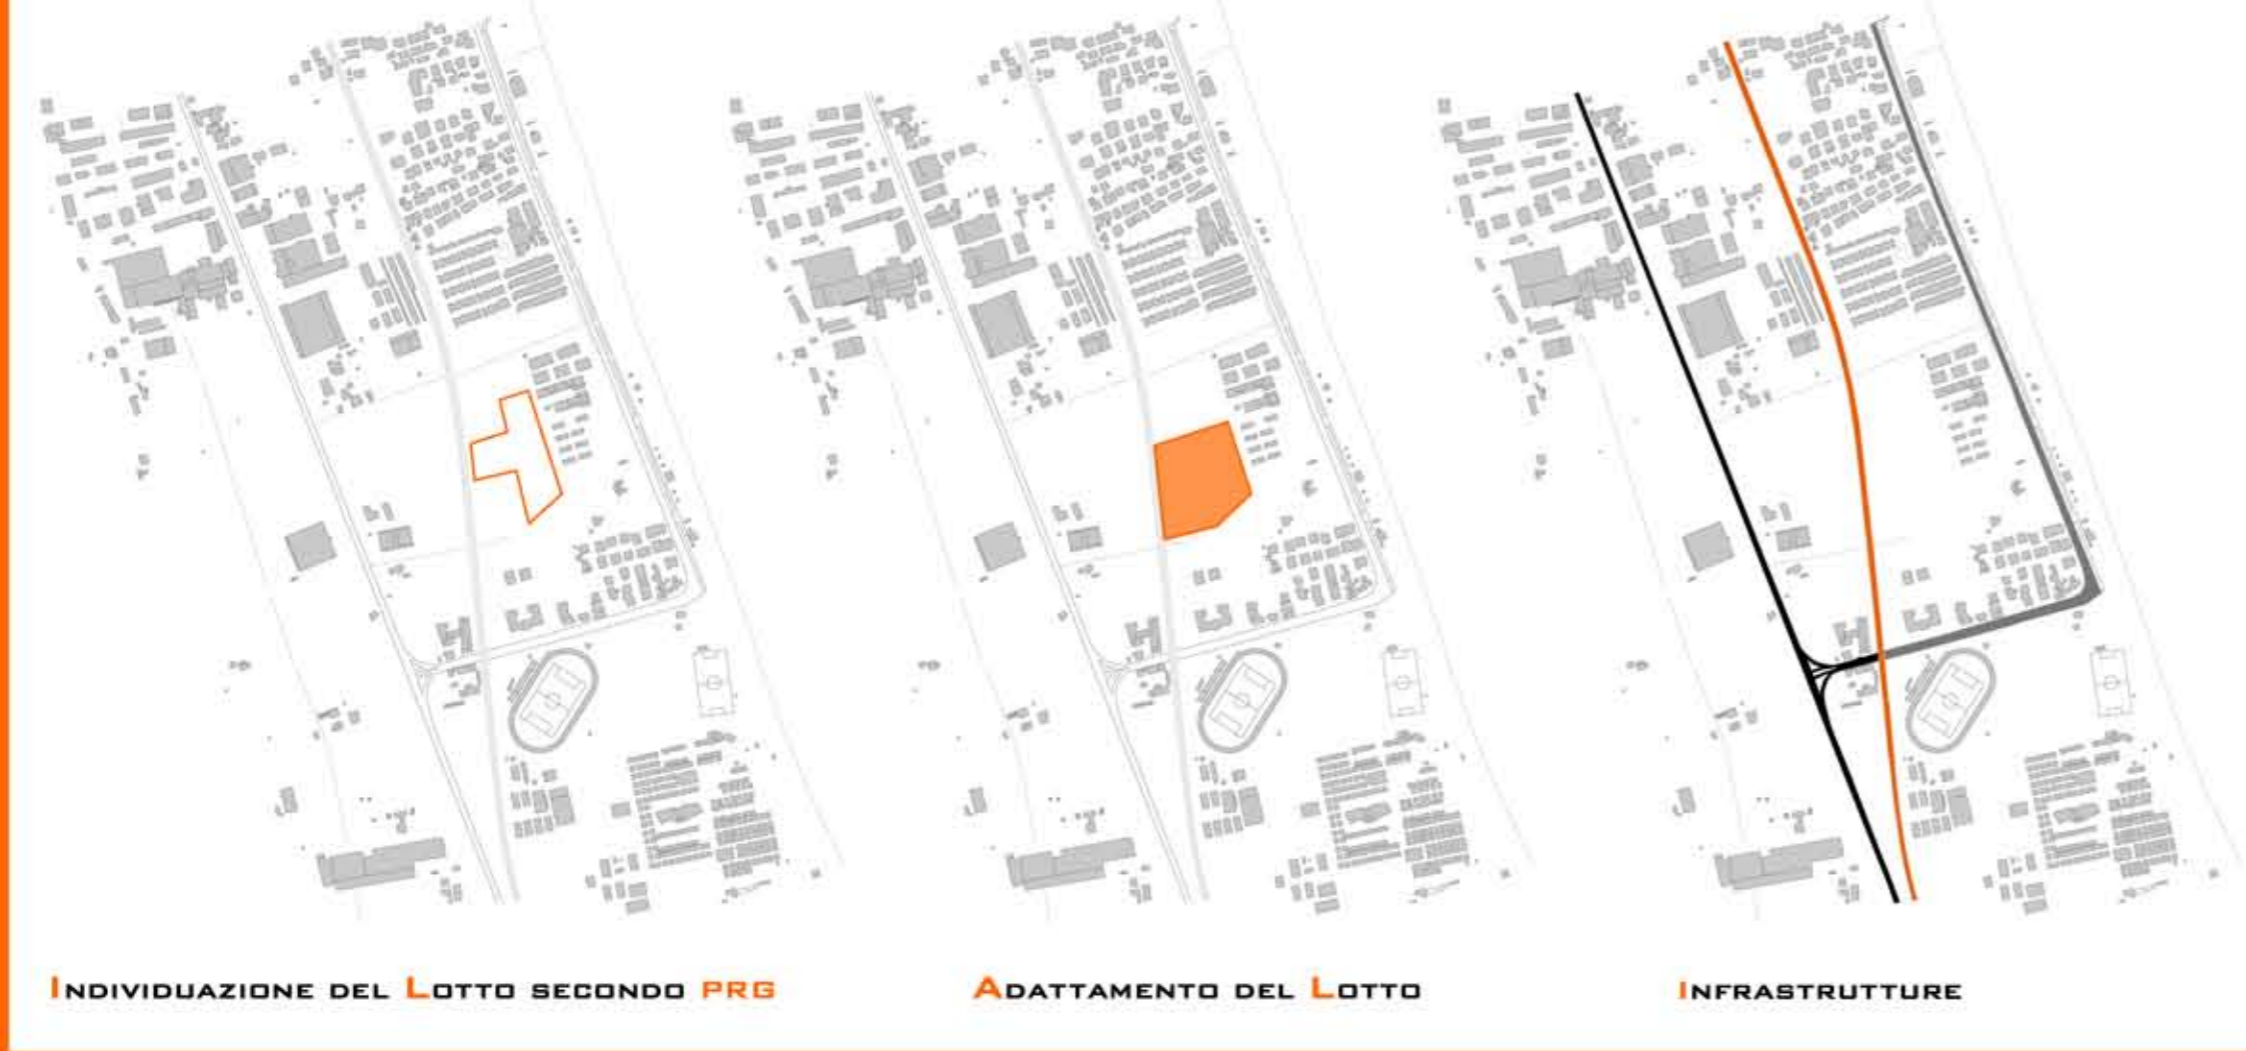 INDIVIDUAZIONE DEL LOTTO SECONDO PRG
ADATTAMENTO DEL LOTTO
INFRASTRUTTURE